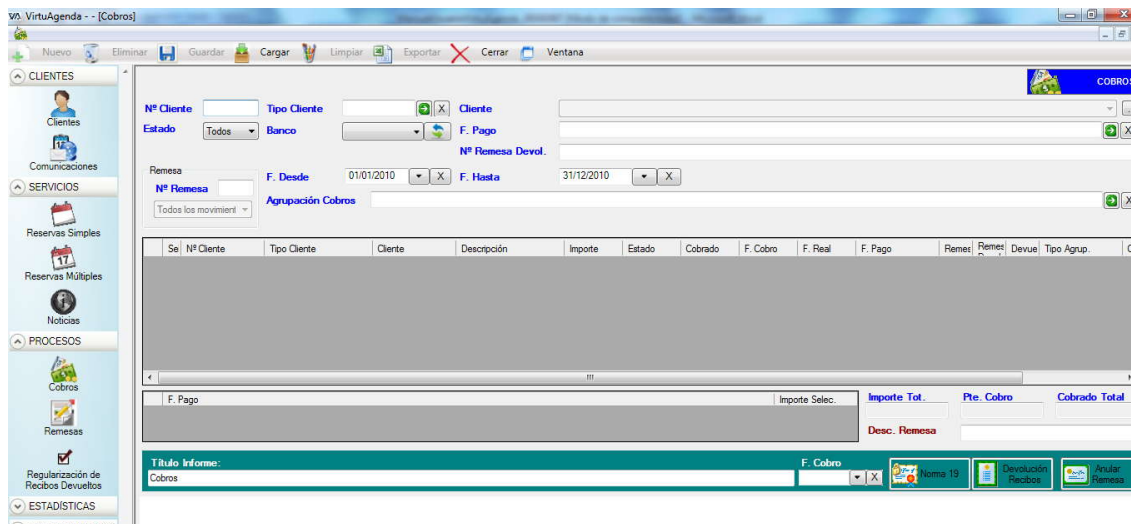 VirtuAgenda - - [Cobros]
Nuevo Eliminar Guardar Cargar Limpiar Exportar Cerrar Ventana
CLIENTES
Clientes
Comunicaciones
SERVICIOS
Reservas Simples
17
Reservas Múltiples
Noticias
PROCESOS
Cobros
Remesas
Regularización de
Recibos Devueltos
ESTADÍSTICAS
COBROS
Nº Cliente Tipo Cliente X Cliente
Estado Todos Banco F. Pago X
Nº Remesa Devol.
Remesa
Nº Remesa
Todos los movimient
F. Desde 01/01/2010 X F. Hasta 31/12/2010 X
Agrupación Cobros X
Se Nº Cliente Tipo Cliente Cliente Descripción Importe Estado Cobrado F. Cobro F. Real F. Pago Remes Remes Devue Tipo Agrup.
F. Pago Importe Selec.
Importe Tot. Pte. Cobro Cobrado Total
Desc. Remesa
Título Informe: F. Cobro
Cobros X
Norma 19
Devolución
Recibos
Anular
Remesa